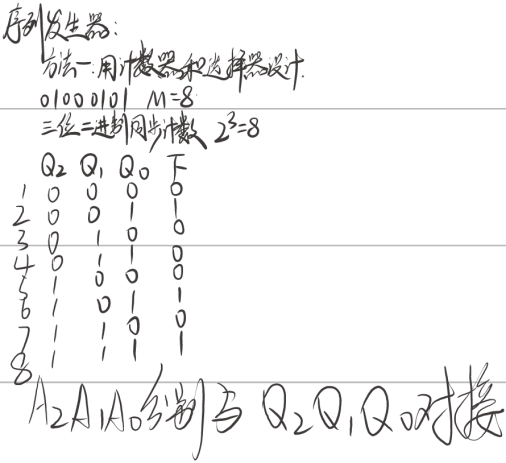 序列发生器：
方法一：用计数器和选择器设计.
01000101 M=8
三位二进制同步计数 2³=8
Q₂ Q₁ Q₀ F
1 0 0 0 0
2 0 0 1 1
3 0 1 0 0
4 0 1 1 0
5 1 0 0 0
6 1 0 1 1
7 1 1 0 0
8 1 1 1 1
A₂A₁A₀分别与Q₂Q₁Q₀对接